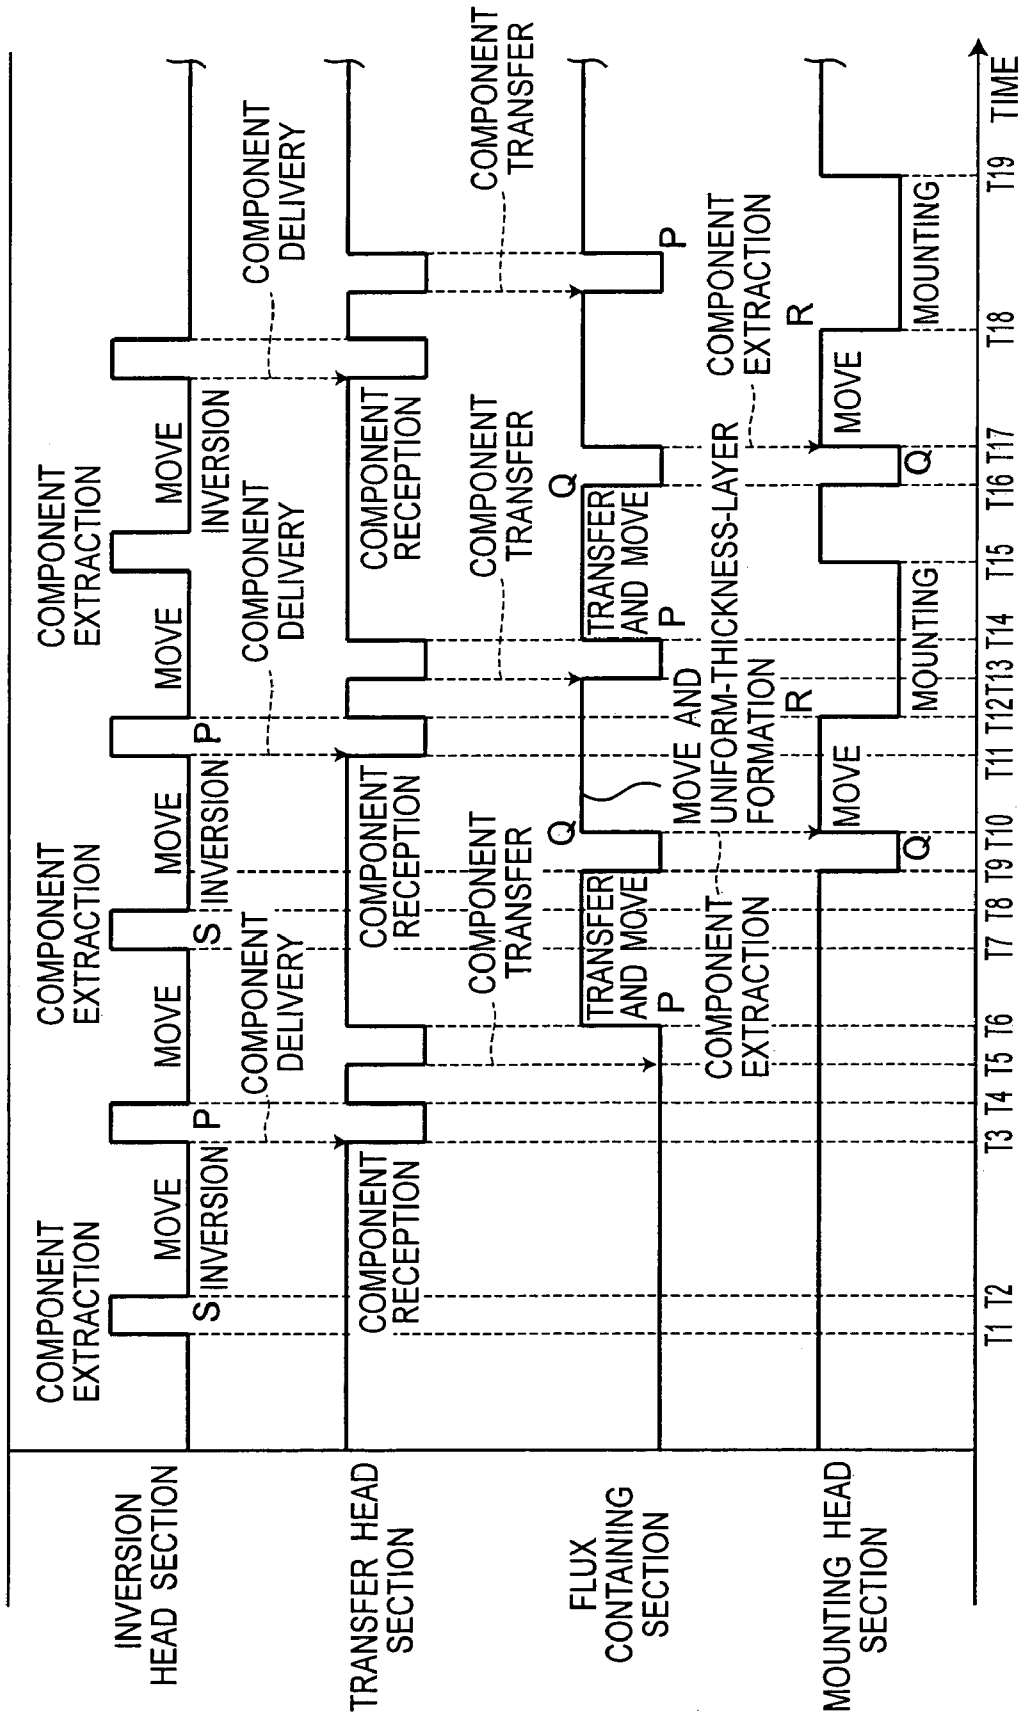 INVERSION
HEAD SECTION
COMPONENT
EXTRACTION
MOVE
COMPONENT
EXTRACTION
MOVE
MOVE
COMPONENT
EXTRACTION
MOVE
MOVE
S
INVERSION
P
S
INVERSION
P
INVERSION
COMPONENT
DELIVERY
COMPONENT
DELIVERY
COMPONENT
DELIVERY
TRANSFER HEAD
SECTION
COMPONENT
RECEPTION
COMPONENT
RECEPTION
COMPONENT
RECEPTION
COMPONENT
TRANSFER
COMPONENT
TRANSFER
COMPONENT
TRANSFER
FLUX
CONTAINING
SECTION
P
TRANSFER
AND MOVE
Q
MOVE AND
UNIFORM-THICKNESS-LAYER
FORMATION
P
TRANSFER
AND MOVE
Q
P
COMPONENT
EXTRACTION
COMPONENT
EXTRACTION
MOUNTING HEAD
SECTION
Q
MOVE
R
MOUNTING
Q
MOVE
R
MOUNTING
T1 T2 T3 T4 T5 T6 T7 T8 T9 T10 T11 T12 T13 T14 T15 T16 T17 T18 T19
TIME